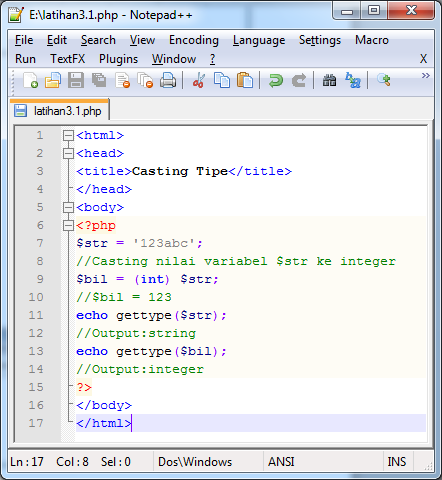 E:\latihan3.1.php - Notepad++
File Edit Search View Encoding Language Settings Macro
Run TextFX Plugins Window ? X
latihan3.1.php
1 <html>
2 <head>
3 <title>Casting Tipe</title>
4 </head>
5 <body>
6 <?php
7 $str = '123abc';
8 //Casting nilai variabel $str ke integer
9 $bil = (int) $str;
10 //$bil = 123
11 echo gettype($str);
12 //Output:string
13 echo gettype($bil);
14 //Output:integer
15 ?>
16 </body>
17 </html>
Ln : 17 Col : 8 Sel : 0 Dos\Windows ANSI INS